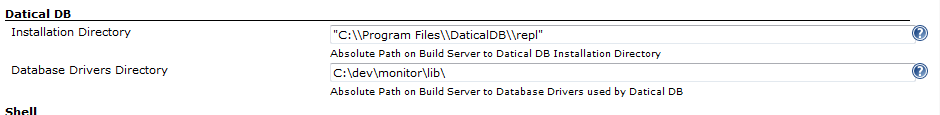 Datical DB
Installation Directory
"C:\\Program Files\\DaticalDB\\repl"
Absolute Path on Build Server to Datical DB Installation Directory
Database Drivers Directory
C:\dev\monitor\lib\
Absolute Path on Build Server to Database Drivers used by Datical DB
Shell